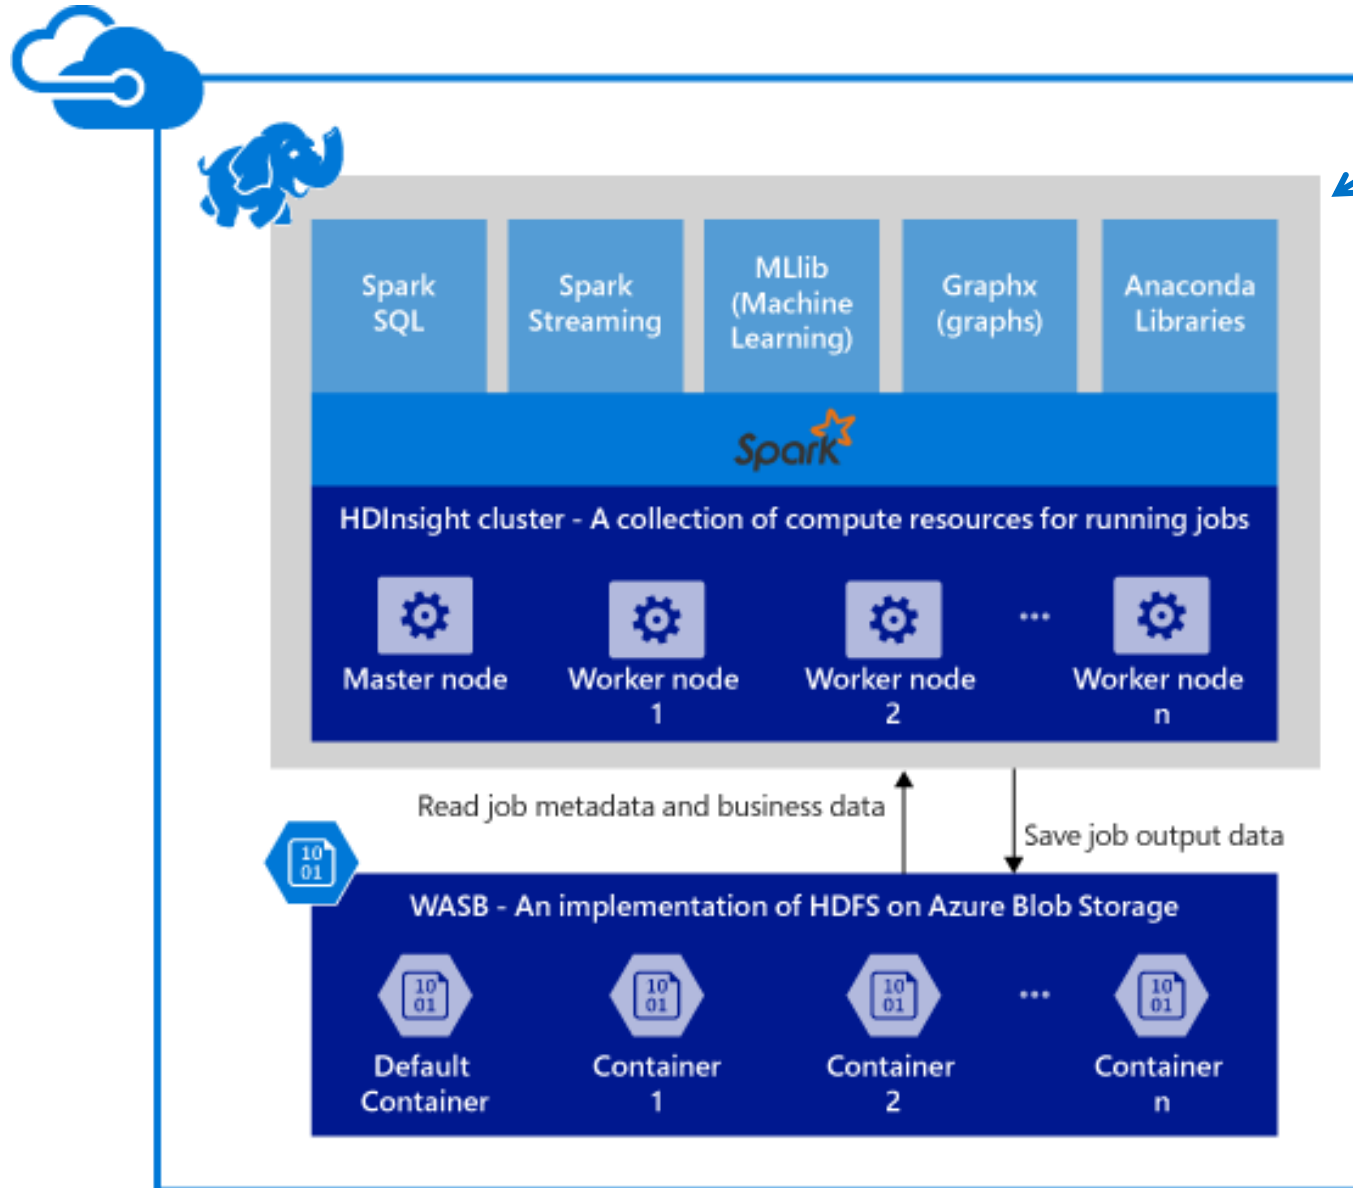 Spark
SQL
Spark
Streaming
MLlib
(Machine
Learning)
Graphx
(graphs)
Anaconda
Libraries
Spark
HDInsight cluster - A collection of compute resources for running jobs
Master node
Worker node
1
Worker node
2
...
Worker node
n
Read job metadata and business data
Save job output data
10
01
WASB - An implementation of HDFS on Azure Blob Storage
10
01
10
01
10
01
...
10
01
Default
Container
Container
1
Container
2
Container
n